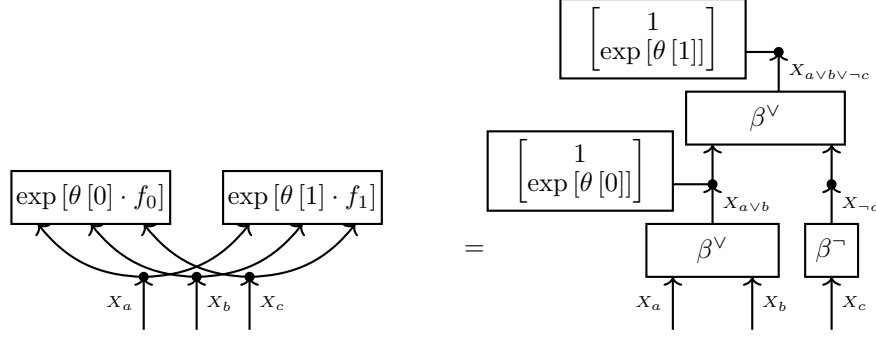 1
exp [θ [1]]
X_{a∨b∨¬c}
β^∨
1
exp [θ [0]]
exp [θ [0] · f_0]
exp [θ [1] · f_1]
X_{a∨b}
X_{¬c}
=
β^∨
β^¬
X_a
X_b
X_c
X_a
X_b
X_c